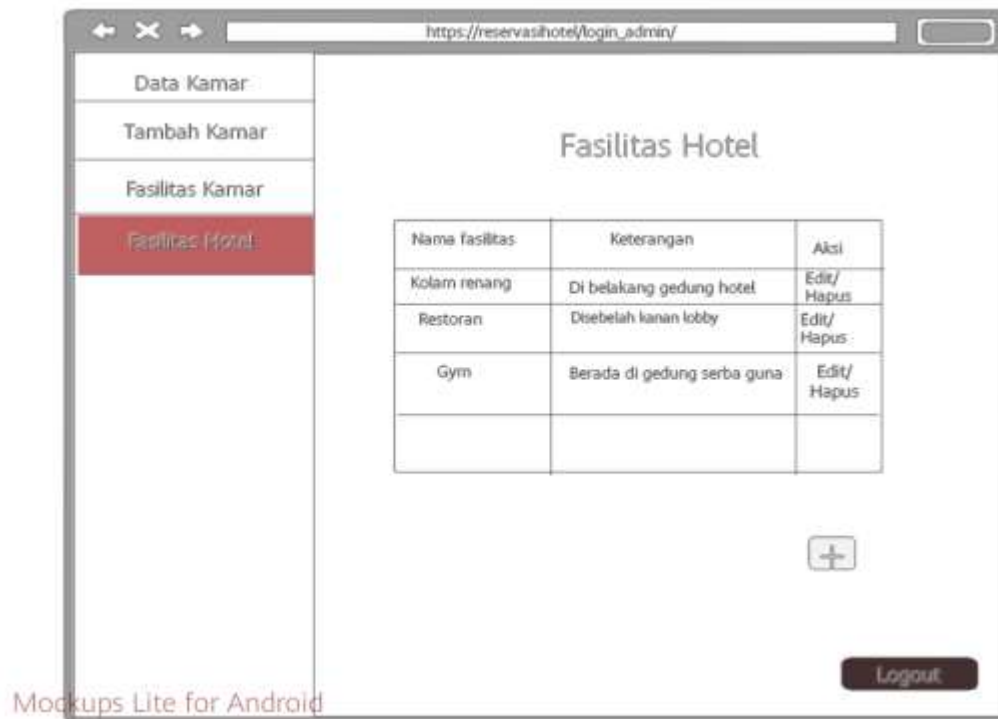 https://reservasihotel/login_admin/
Data Kamar
Tambah Kamar
Fasilitas Kamar
Fasilitas Hotel
Fasilitas Hotel
Nama fasilitas Keterangan Aksi
Kolam renang Di belakang gedung hotel Edit/
Hapus
Restoran Disebelah kanan lobby Edit/
Hapus
Gym Berada di gedung serba guna Edit/
Hapus
Logout
Mockups Lite for Android